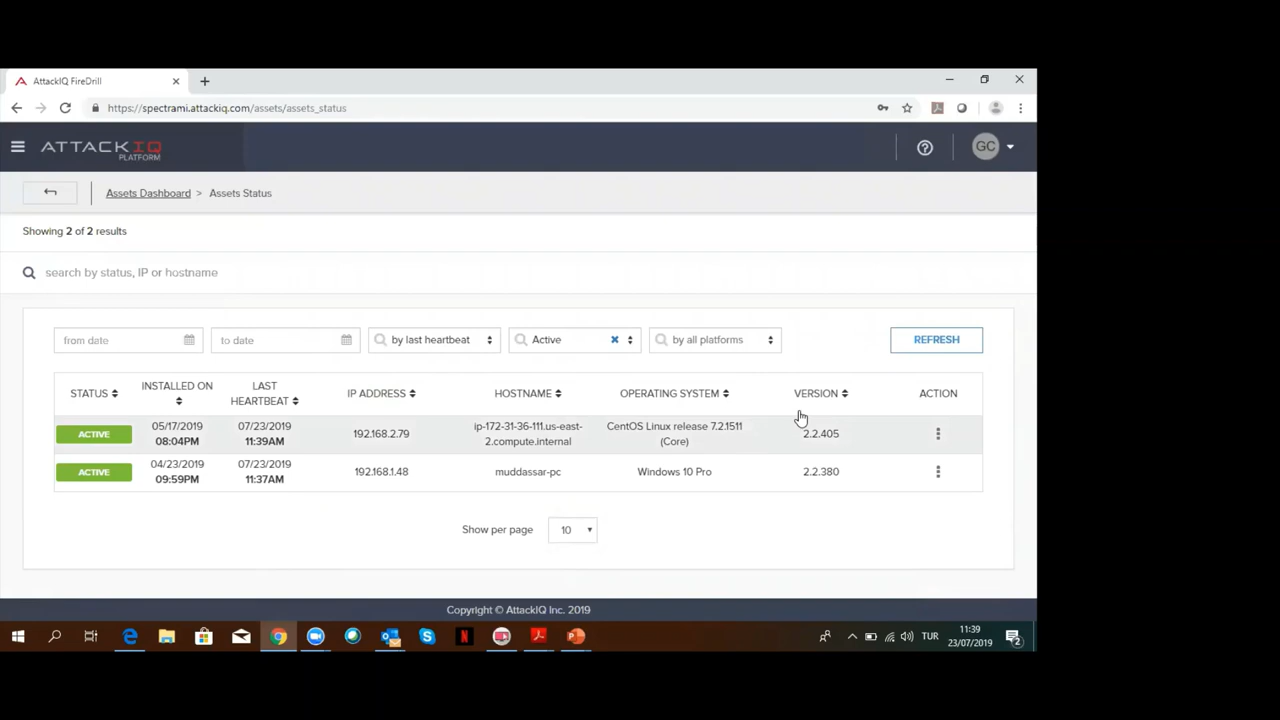 AttackIQ FireDrill
https://spectrami.attackiq.com/assets/assets_status
ATTACKIQ
PLATFORM
GC
Assets Dashboard > Assets Status
Showing 2 of 2 results
search by status, IP or hostname
from date
to date
by last heartbeat
Active
by all platforms
REFRESH
STATUS
INSTALLED ON
LAST HEARTBEAT
IP ADDRESS
HOSTNAME
OPERATING SYSTEM
VERSION
ACTION
ACTIVE
05/17/2019
08:04PM
07/23/2019
11:39AM
192.168.2.79
ip-172-31-36-111.us-east-
2.compute.internal
CentOS Linux release 7.2.1511
(Core)
2.2.405
ACTIVE
04/23/2019
09:59PM
07/23/2019
11:37AM
192.168.1.48
muddassar-pc
Windows 10 Pro
2.2.380
Show per page
10
Copyright © AttackIQ Inc. 2019
TUR
11:39
23/07/2019
2